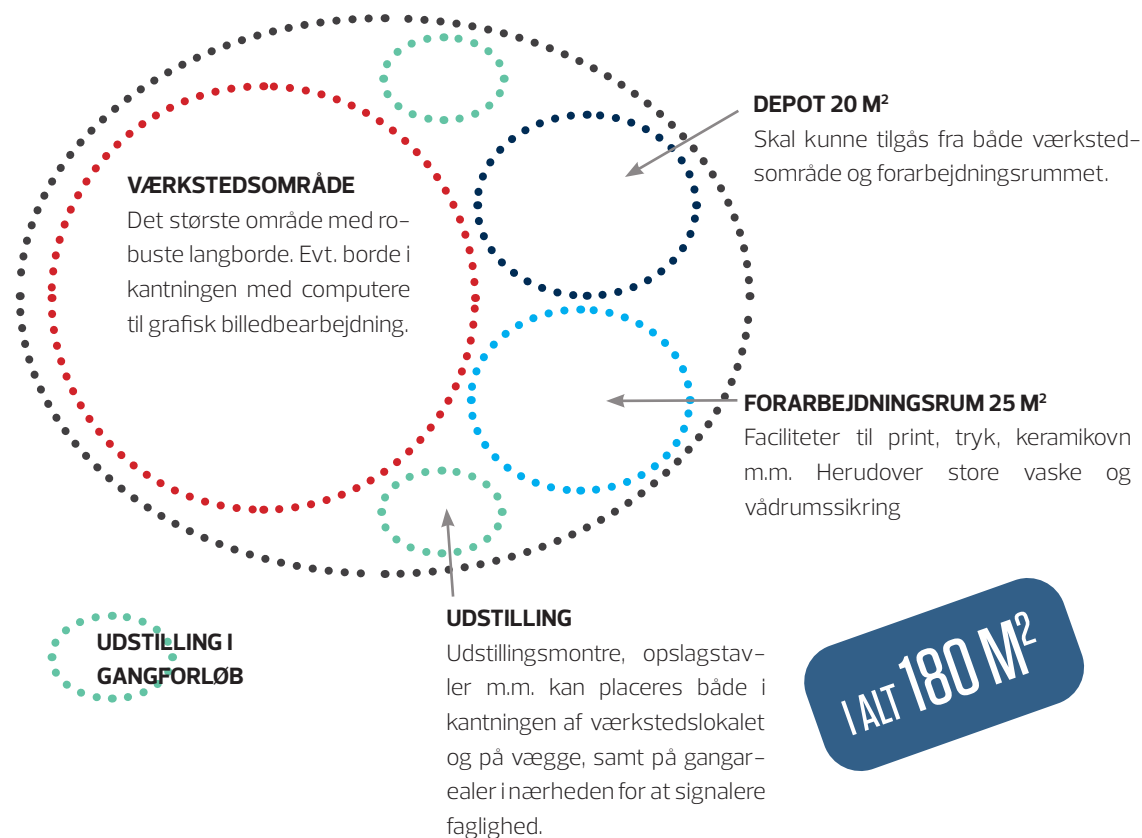 DEPOT 20 M²
Skal kunne tilgås fra både værksted-
sområde og forarbejdningsrummet.
VÆRKSTEDSOMRÅDE
Det største område med ro-
buste langborde. Evt. borde i
kantningen med computere
til grafisk billedbearbejdning.
FORARBEJDNINGSRUM 25 M²
Faciliteter til print, tryk, keramikovn
m.m. Herudover store vaske og
vådrumssikring
UDSTILLING I
GANGFORLØB
UDSTILLING
Udstillingsmontre, opslagstav-
ler m.m. kan placeres både i
kantningen af værkstedslokalet
og på vægge, samt på gangar-
ealer i nærheden for at signalere
faglighed.
I ALT 180 M²